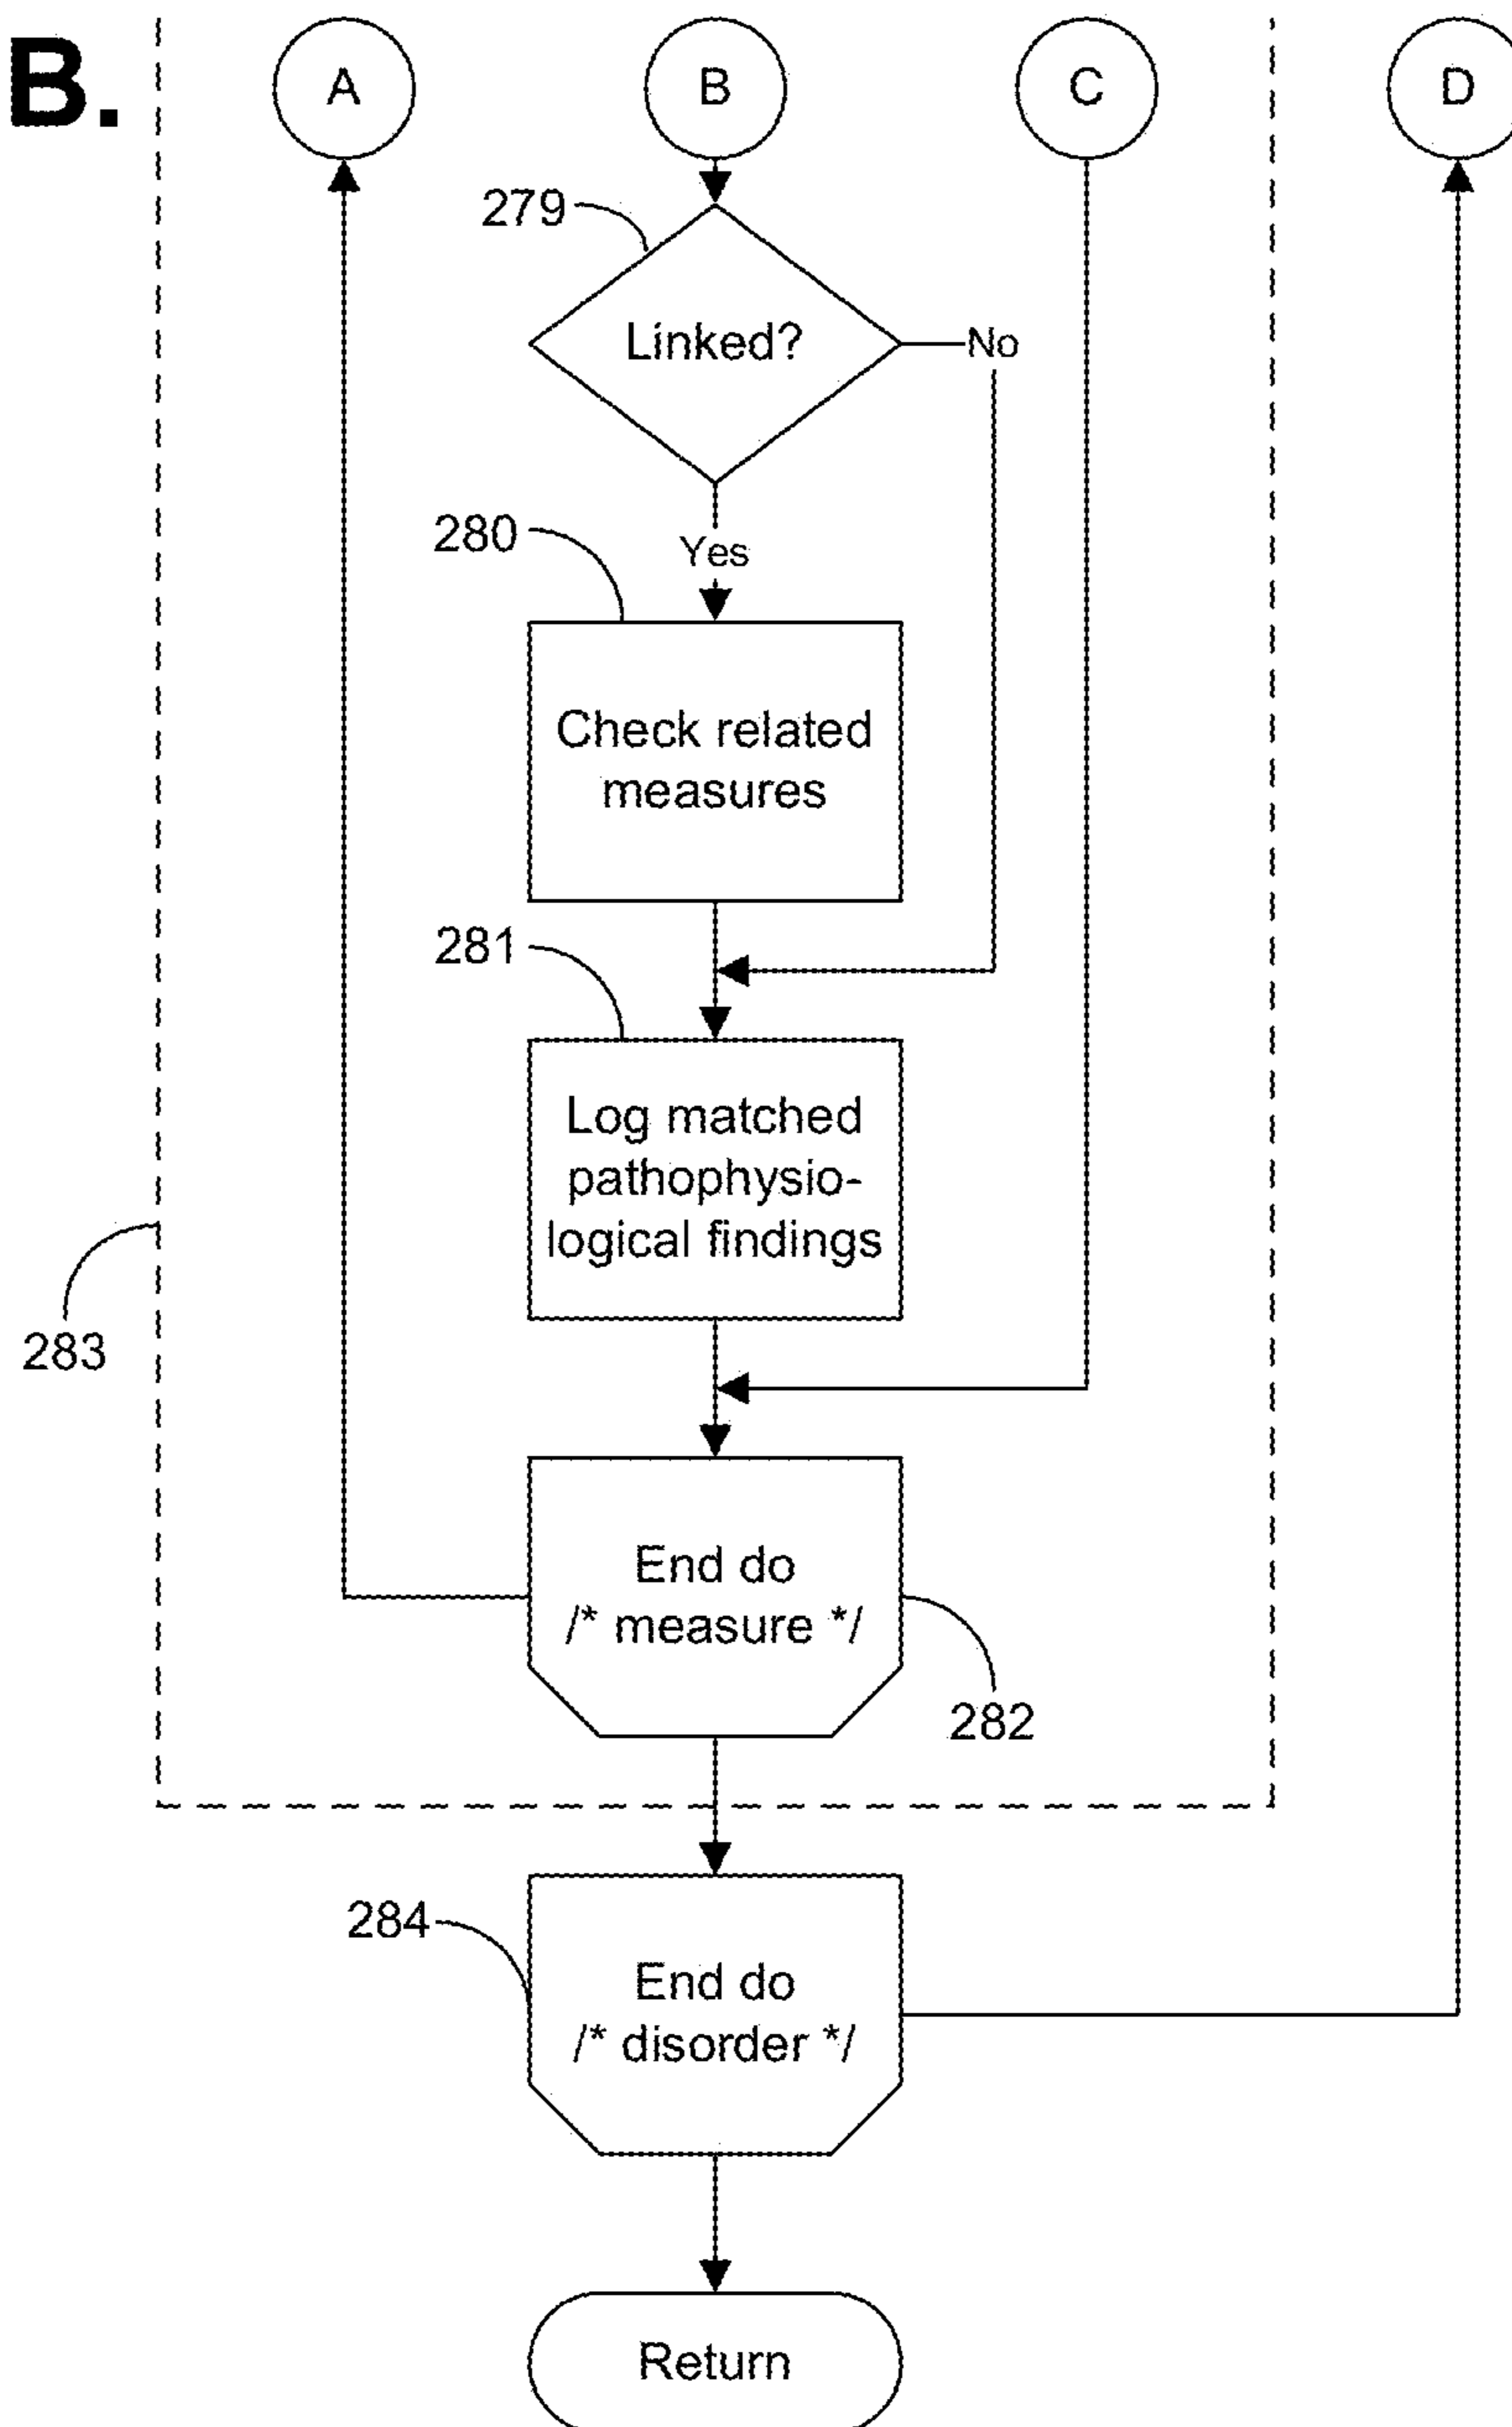 B.
A
B
C
D
279
Linked?
No
280
Yes
Check related
measures
281
Log matched
pathophysio-
logical findings
283
End do
/* measure */
282
284
End do
/* disorder */
Return